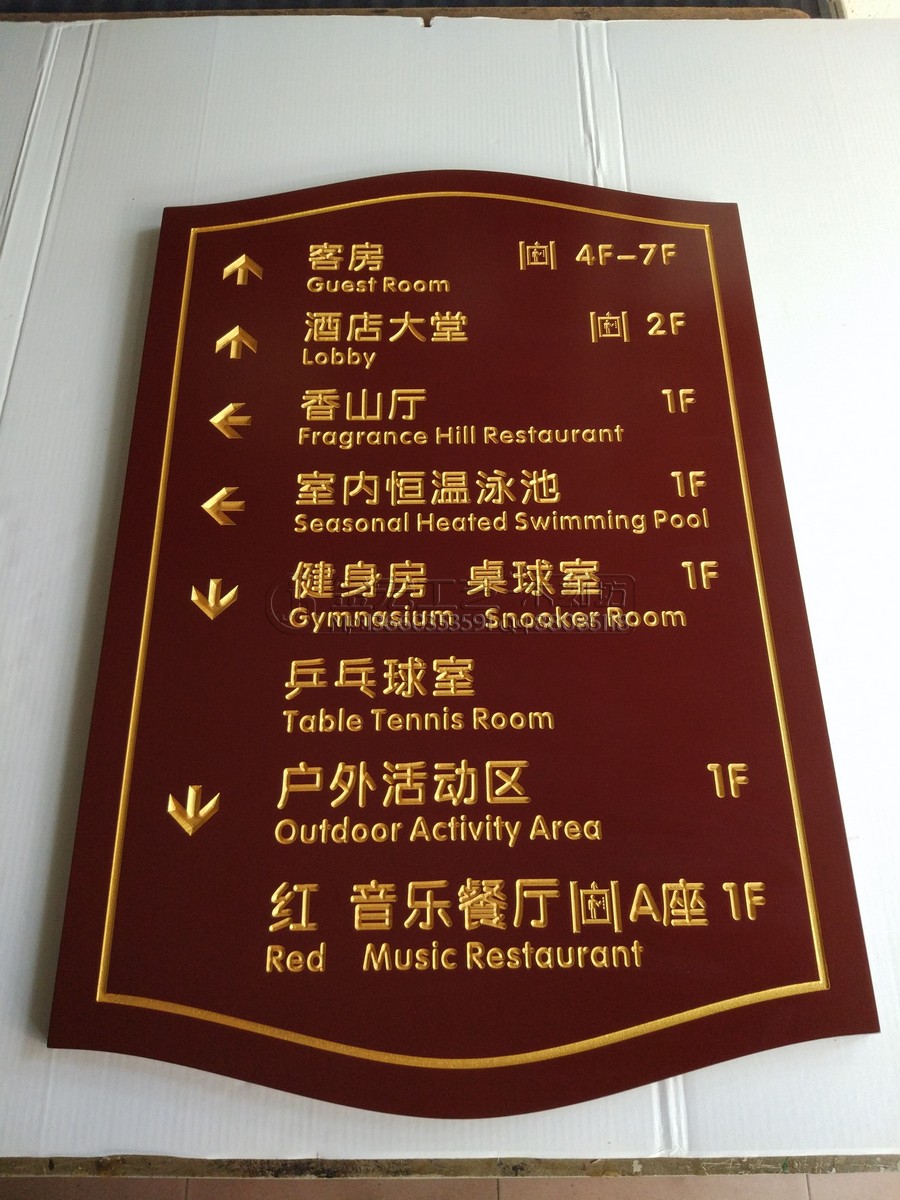 客房 4F-7F
Guest Room
酒店大堂 2F
Lobby
香山厅 1F
Fragrance Hill Restaurant
室内恒温泳池 1F
Seasonal Heated Swimming Pool
健身房 桌球室 1F
Gymnasium Snooker Room
乒乓球室
Table Tennis Room
户外活动区 1F
Outdoor Activity Area
红 音乐餐厅 A座 1F
Red Music Restaurant